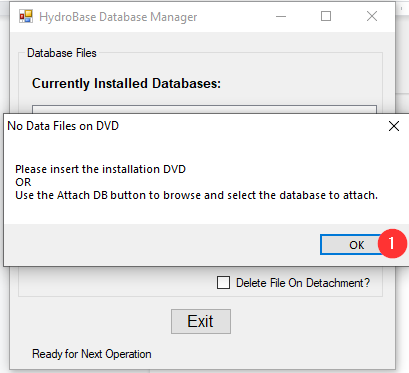 HydroBase Database Manager
Database Files
Currently Installed Databases:
No Data Files on DVD
Please insert the installation DVD
OR
Use the Attach DB button to browse and select the database to attach.
OK
1
Delete File On Detachment?
Exit
Ready for Next Operation